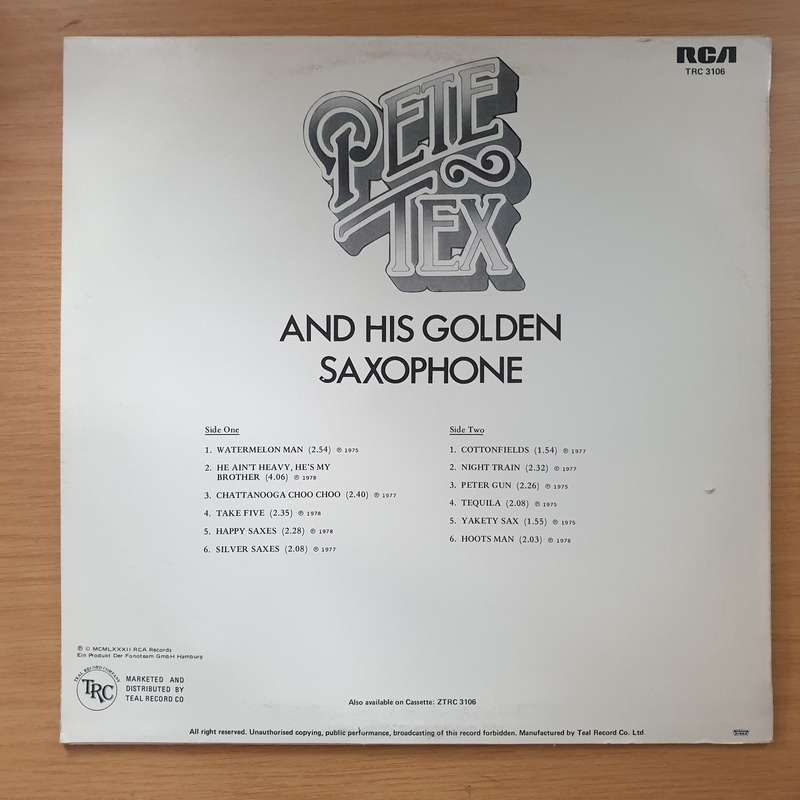 RCA
TRC 3106
PETE
TEX
AND HIS GOLDEN
SAXOPHONE
Side One
1. WATERMELON MAN (2.54) ℗ 1975
2. HE AIN'T HEAVY, HE'S MY
BROTHER (4.06) ℗ 1978
3. CHATTANOOGA CHOO CHOO (2.40) ℗ 1977
4. TAKE FIVE (2.35) ℗ 1978
5. HAPPY SAXES (2.28) ℗ 1978
6. SILVER SAXES (2.08) ℗ 1977
Side Two
1. COTTONFIELDS (1.54) ℗ 1977
2. NIGHT TRAIN (2.32) ℗ 1977
3. PETER GUN (2.26) ℗ 1975
4. TEQUILA (2.08) ℗ 1975
5. YAKETY SAX (1.55) ℗ 1975
6. HOOTS MAN (2.03) ℗ 1978
℗ © MCMLXXXII RCA Records
Ein Produkt Der Fonoteam GmbH Hamburg
TEAL RECORD COMPANY
TRC
MARKETED AND
DISTRIBUTED BY
TEAL RECORD CO
Also available on Cassette: ZTRC 3106
All right reserved. Unauthorised copying, public performance, broadcasting of this record forbidden. Manufactured by Teal Record Co. Ltd.